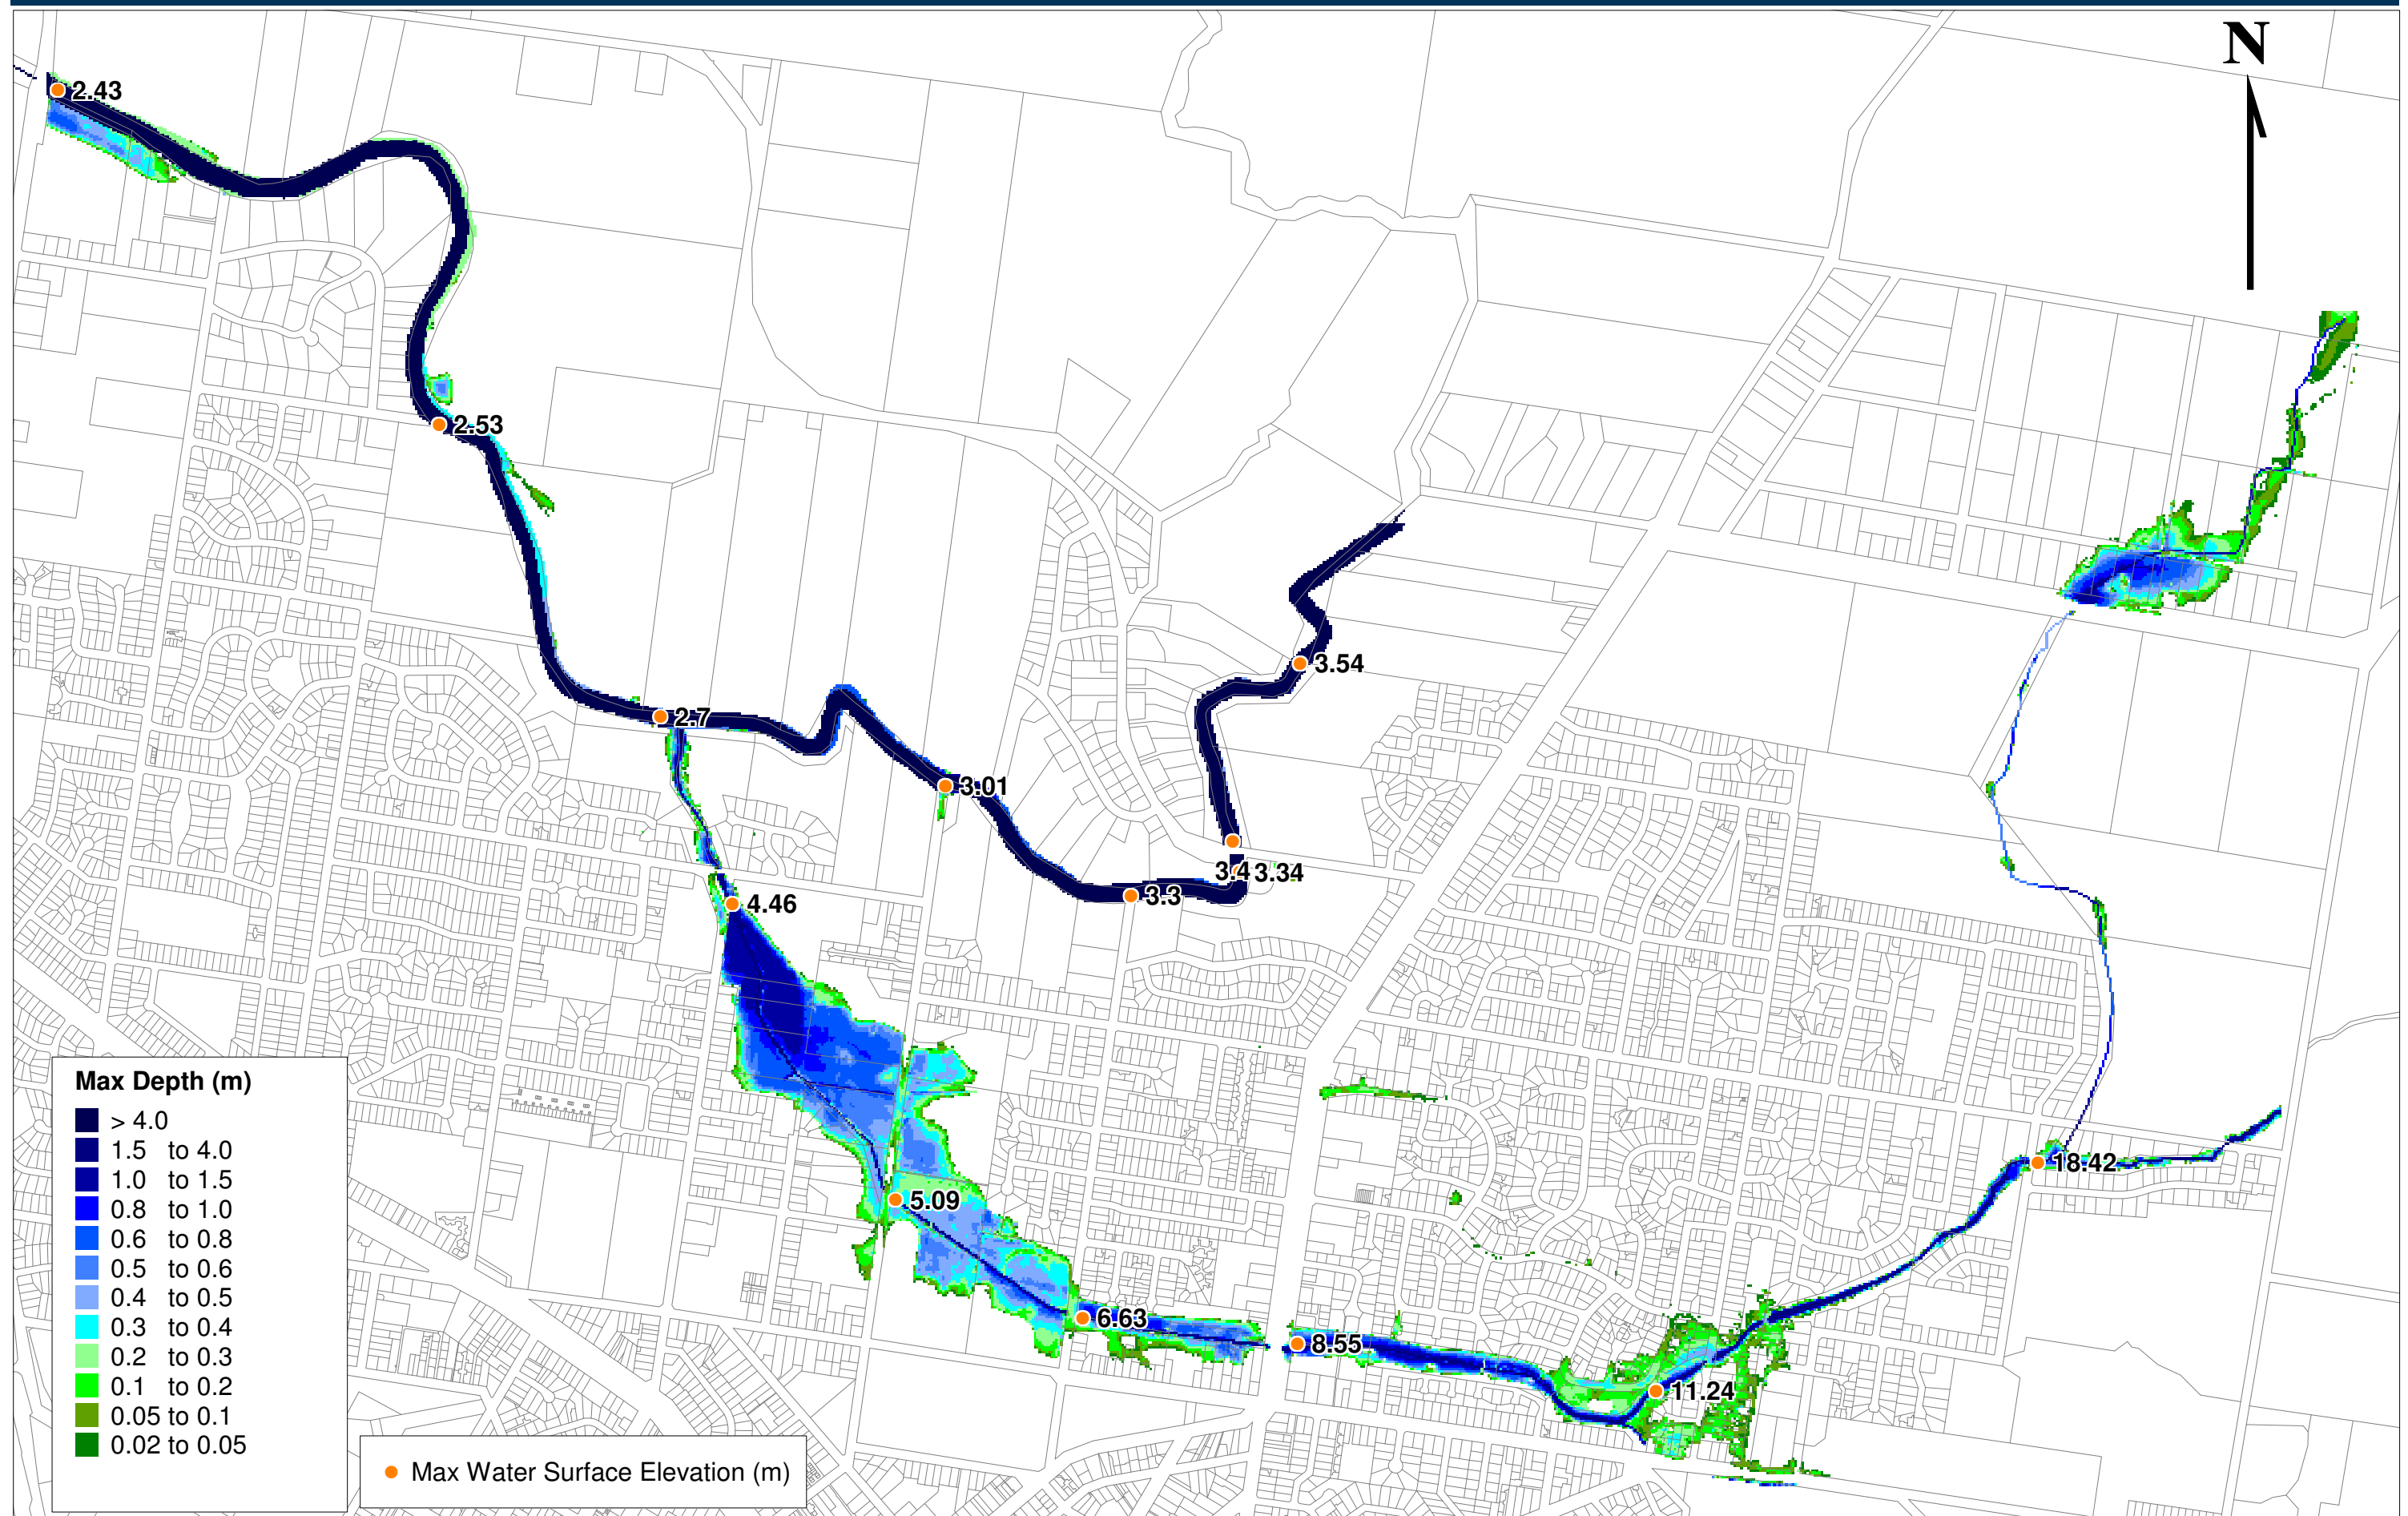 N
2.43
2.53
3.54
2.7
3.01
3.4 3.34
3.3
4.46
18.42
5.09
6.63
8.55
11.24
Max Depth (m)
> 4.0
1.5 to 4.0
1.0 to 1.5
0.8 to 1.0
0.6 to 0.8
0.5 to 0.6
0.4 to 0.5
0.3 to 0.4
0.2 to 0.3
0.1 to 0.2
0.05 to 0.1
0.02 to 0.05
Max Water Surface Elevation (m)